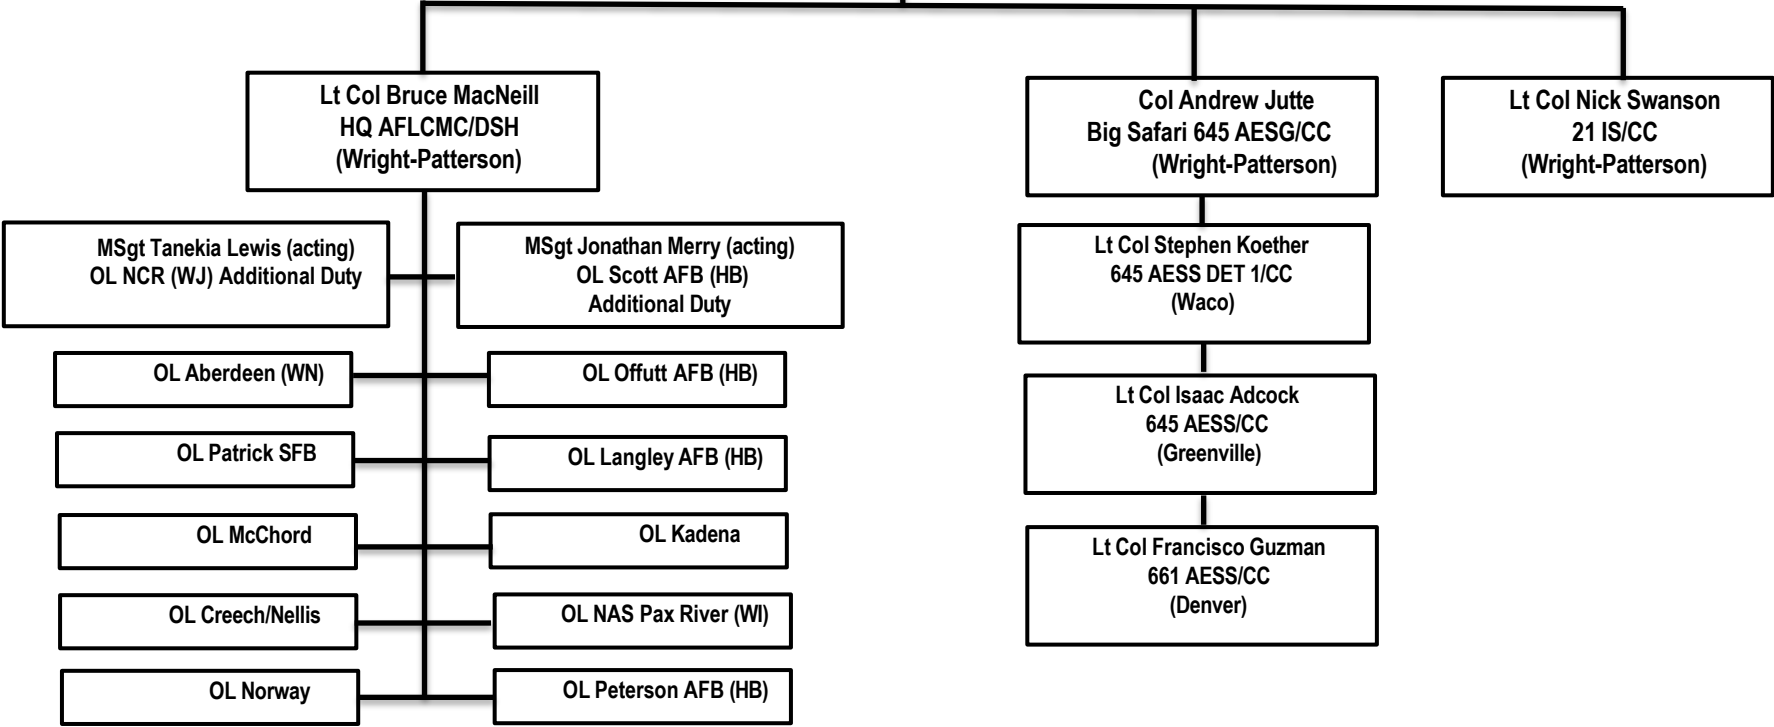 Lt Col Bruce MacNeill
HQ AFLCMC/DSH
(Wright-Patterson)
Col Andrew Jutte
Big Safari 645 AESG/CC
(Wright-Patterson)
Lt Col Nick Swanson
21 IS/CC
(Wright-Patterson)
MSgt Tanekia Lewis (acting)
OL NCR (WJ) Additional Duty
MSgt Jonathan Merry (acting)
OL Scott AFB (HB)
Additional Duty
Lt Col Stephen Koether
645 AESS DET 1/CC
(Waco)
OL Aberdeen (WN)
OL Offutt AFB (HB)
Lt Col Isaac Adcock
645 AESS/CC
(Greenville)
OL Patrick SFB
OL Langley AFB (HB)
OL McChord
OL Kadena
Lt Col Francisco Guzman
661 AESS/CC
(Denver)
OL Creech/Nellis
OL NAS Pax River (WI)
OL Norway
OL Peterson AFB (HB)